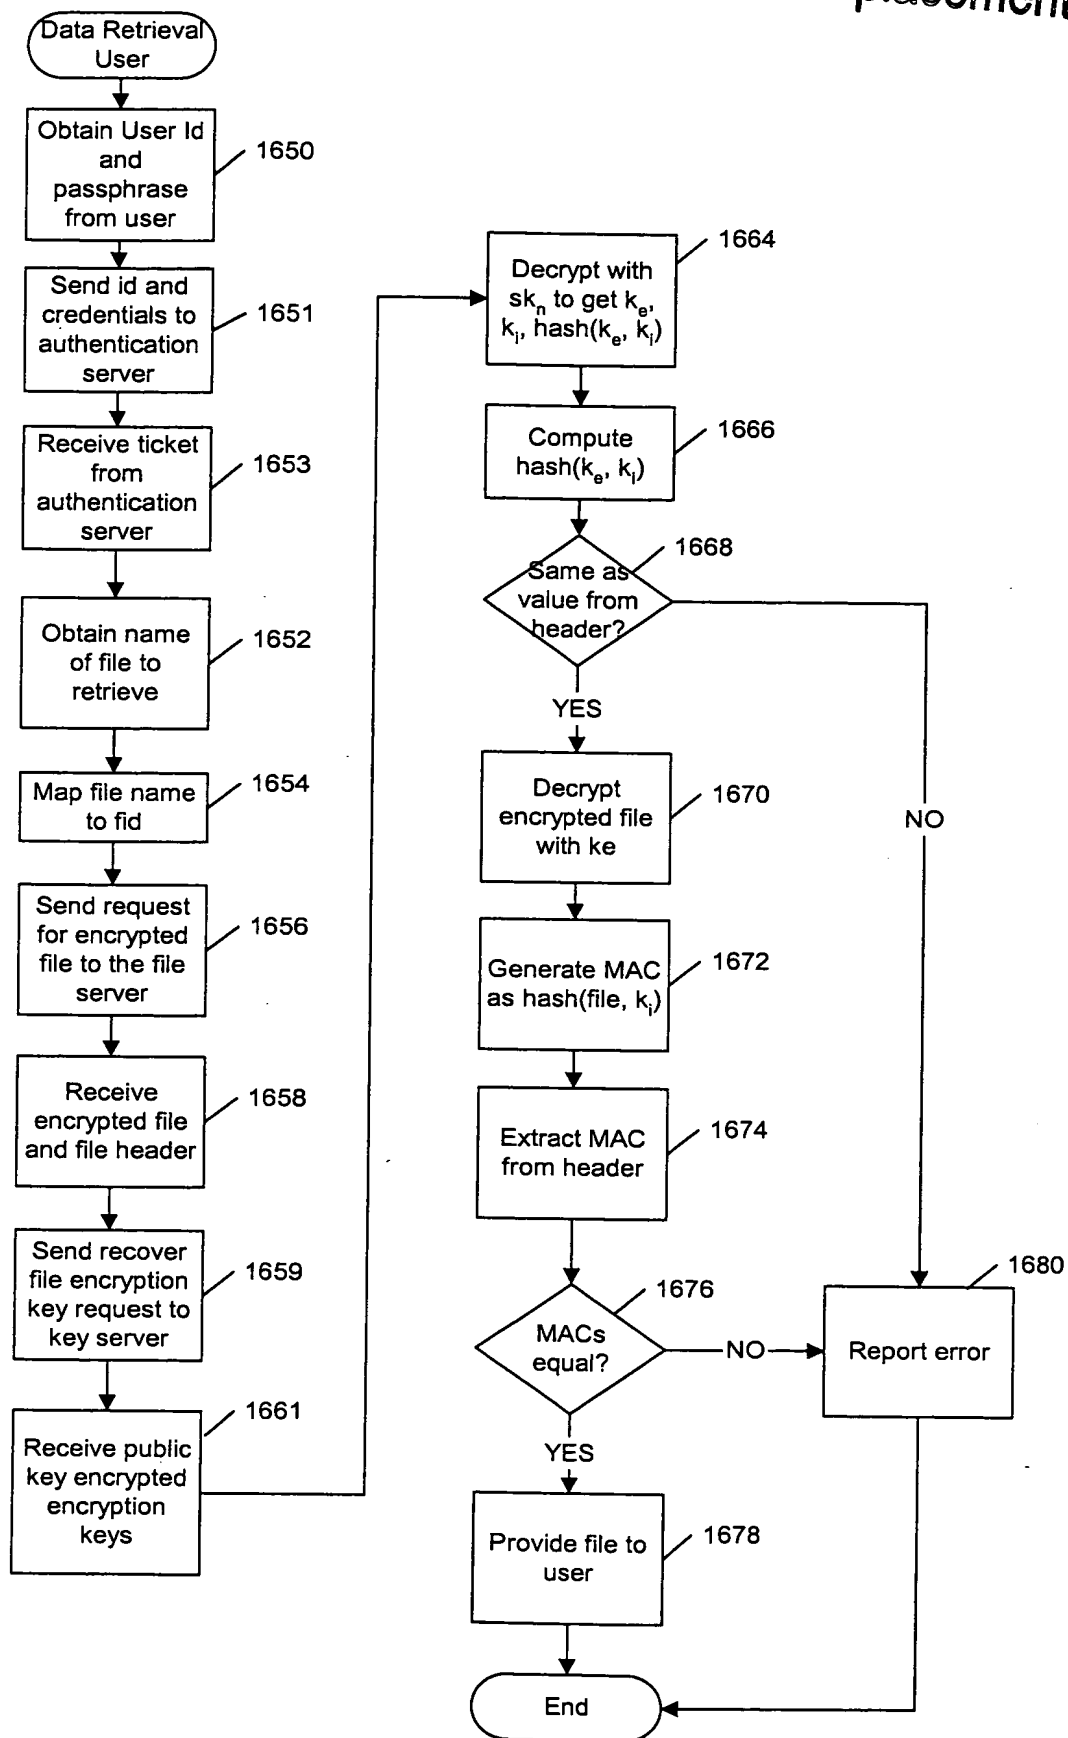 placement
Data Retrieval
User
Obtain User Id
and
passphrase
from user
1650
Send id and
credentials to
authentication
server
1651
Receive ticket
from
authentication
server
1653
Obtain name
of file to
retrieve
1652
Map file name
to fid
1654
Send request
for encrypted
file to the file
server
1656
Receive
encrypted file
and file header
1658
Send recover
file encryption
key request to
key server
1659
Receive public
key encrypted
encryption
keys
1661
Decrypt with
skₙ to get kₑ,
kᵢ, hash(kₑ, kᵢ)
1664
Compute
hash(kₑ, kᵢ)
1666
Same as
value from
header?
1668
YES
NO
Decrypt
encrypted file
with ke
1670
Generate MAC
as hash(file, kᵢ)
1672
Extract MAC
from header
1674
MACs
equal?
1676
NO
YES
Report error
1680
Provide file to
user
1678
End